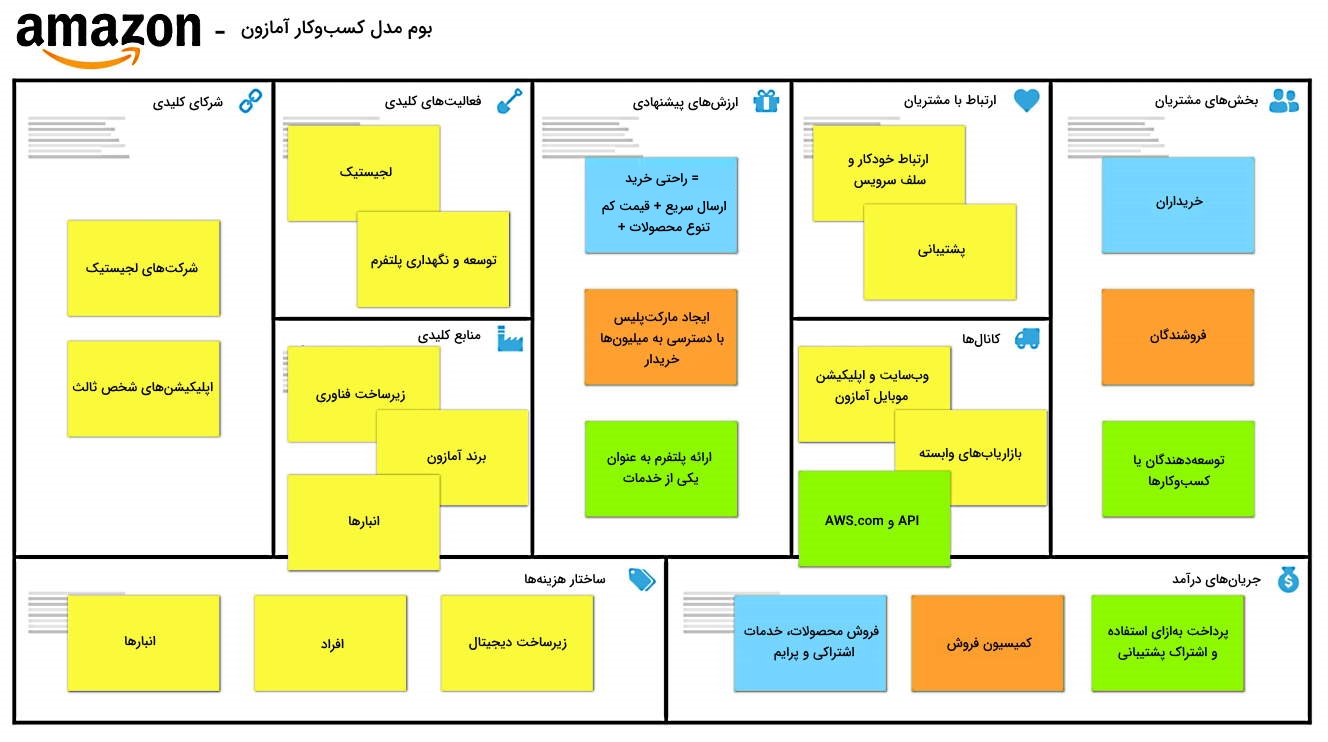 amazon - بوم مدل کسب‌وکار آمازون
بخش‌های مشتریان
خریداران
فروشندگان
توسعه‌دهندگان یا
کسب‌وکارها
ارتباط با مشتریان
ارتباط خودکار و
سلف سرویس
پشتیبانی
کانال‌ها
وب‌سایت و اپلیکیشن
موبایل آمازون
بازاریاب‌های وابسته
API و AWS.com
ارزش‌های پیشنهادی
= راحتی خرید
ارسال سریع + قیمت کم
تنوع محصولات +
ایجاد مارکت‌پلیس
با دسترسی به میلیون‌ها
خریدار
ارائه پلتفرم به عنوان
یکی از خدمات
فعالیت‌های کلیدی
لجیستیک
توسعه و نگهداری پلتفرم
منابع کلیدی
زیرساخت فناوری
برند آمازون
انبارها
شرکای کلیدی
شرکت‌های لجیستیک
اپلیکیشن‌های شخص ثالث
جریان‌های درآمد
پرداخت به‌ازای استفاده
و اشتراک پشتیبانی
کمیسیون فروش
فروش محصولات، خدمات
اشتراکی و پرایم
ساختار هزینه‌ها
زیرساخت دیجیتال
افراد
انبارها